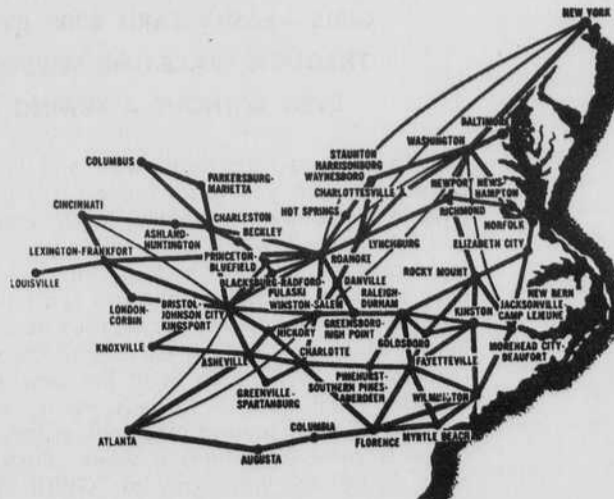 NEW YORK
BALTIMORE
WASHINGTON
STAUNTON
HARRISONBURG
WAYNESBORO
CHARLOTTESVILLE
COLUMBUS
PARKERSBURG-
MARIETTA
NEWPORT NEWS
HAMPTON
HOT SPRINGS
RICHMOND
NORFOLK
CINCINNATI
CHARLESTON
ASHLAND-
HUNTINGTON
BECKLEY
LYNCHBURG
ELIZABETH CITY
LEXINGTON-FRANKFORT
PRINCETON-
BLUEFIELD
ROANOKE
LOUISVILLE
BLACKSBURG-RADFORD-
PULASKI
DANVILLE
ROCKY MOUNT
RALEIGH-
DURHAM
NEW BERN
LONDON-
CORBIN
BRISTOL-
JOHNSON CITY
KINGSPORT
WINSTON-SALEM
GREENSBORO-
HIGH POINT
KINSTON
JACKSONVILLE
CAMP LEJEUNE
HICKORY
GOLDSBORO
MOREHEAD CITY-
BEAUFORT
KNOXVILLE
ASHEVILLE
CHARLOTTE
FAYETTEVILLE
PINEHURST-
SOUTHERN PINES-
ABERDEEN
GREENVILLE-
SPARTANBURG
WILMINGTON
ATLANTA
COLUMBIA
FLORENCE
MYRTLE BEACH
AUGUSTA